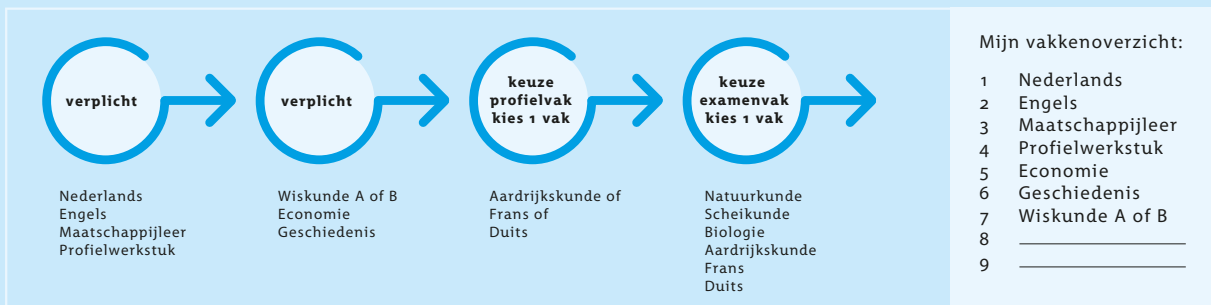 verplicht
Nederlands
Engels
Maatschappijleer
Profielwerkstuk
verplicht
Wiskunde A of B
Economie
Geschiedenis
keuze
profielvak
kies 1 vak
Aardrijkskunde of
Frans of
Duits
keuze
examenvak
kies 1 vak
Natuurkunde
Scheikunde
Biologie
Aardrijkskunde
Frans
Duits
Mijn vakkenoverzicht:
1 Nederlands
2 Engels
3 Maatschappijleer
4 Profielwerkstuk
5 Economie
6 Geschiedenis
7 Wiskunde A of B
8
9